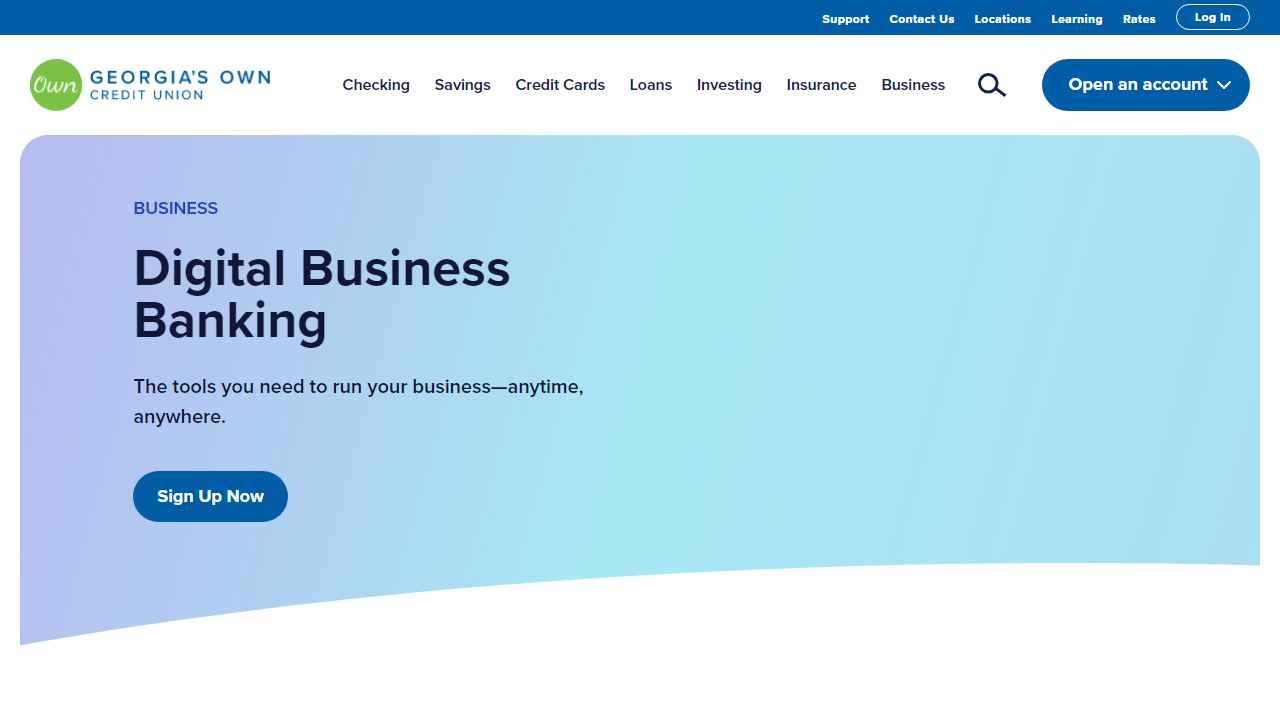 Support Contact Us Locations Learning Rates Log In
Own GEORGIA'S OWN
CREDIT UNION
Checking Savings Credit Cards Loans Investing Insurance Business Open an account
BUSINESS
Digital Business
Banking
The tools you need to run your business—anytime,
anywhere.
Sign Up Now